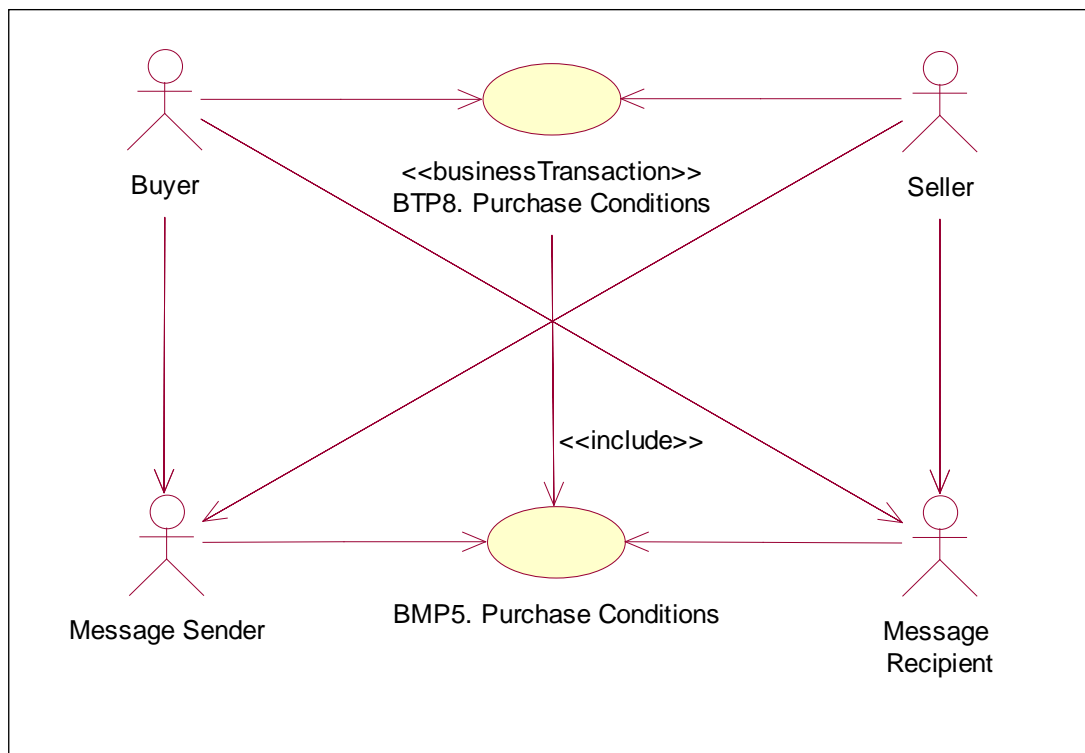 <<businessTransaction>>
Buyer
BTP8. Purchase Conditions
Seller
<<include>>
Message Sender
BMP5. Purchase Conditions
Message
Recipient